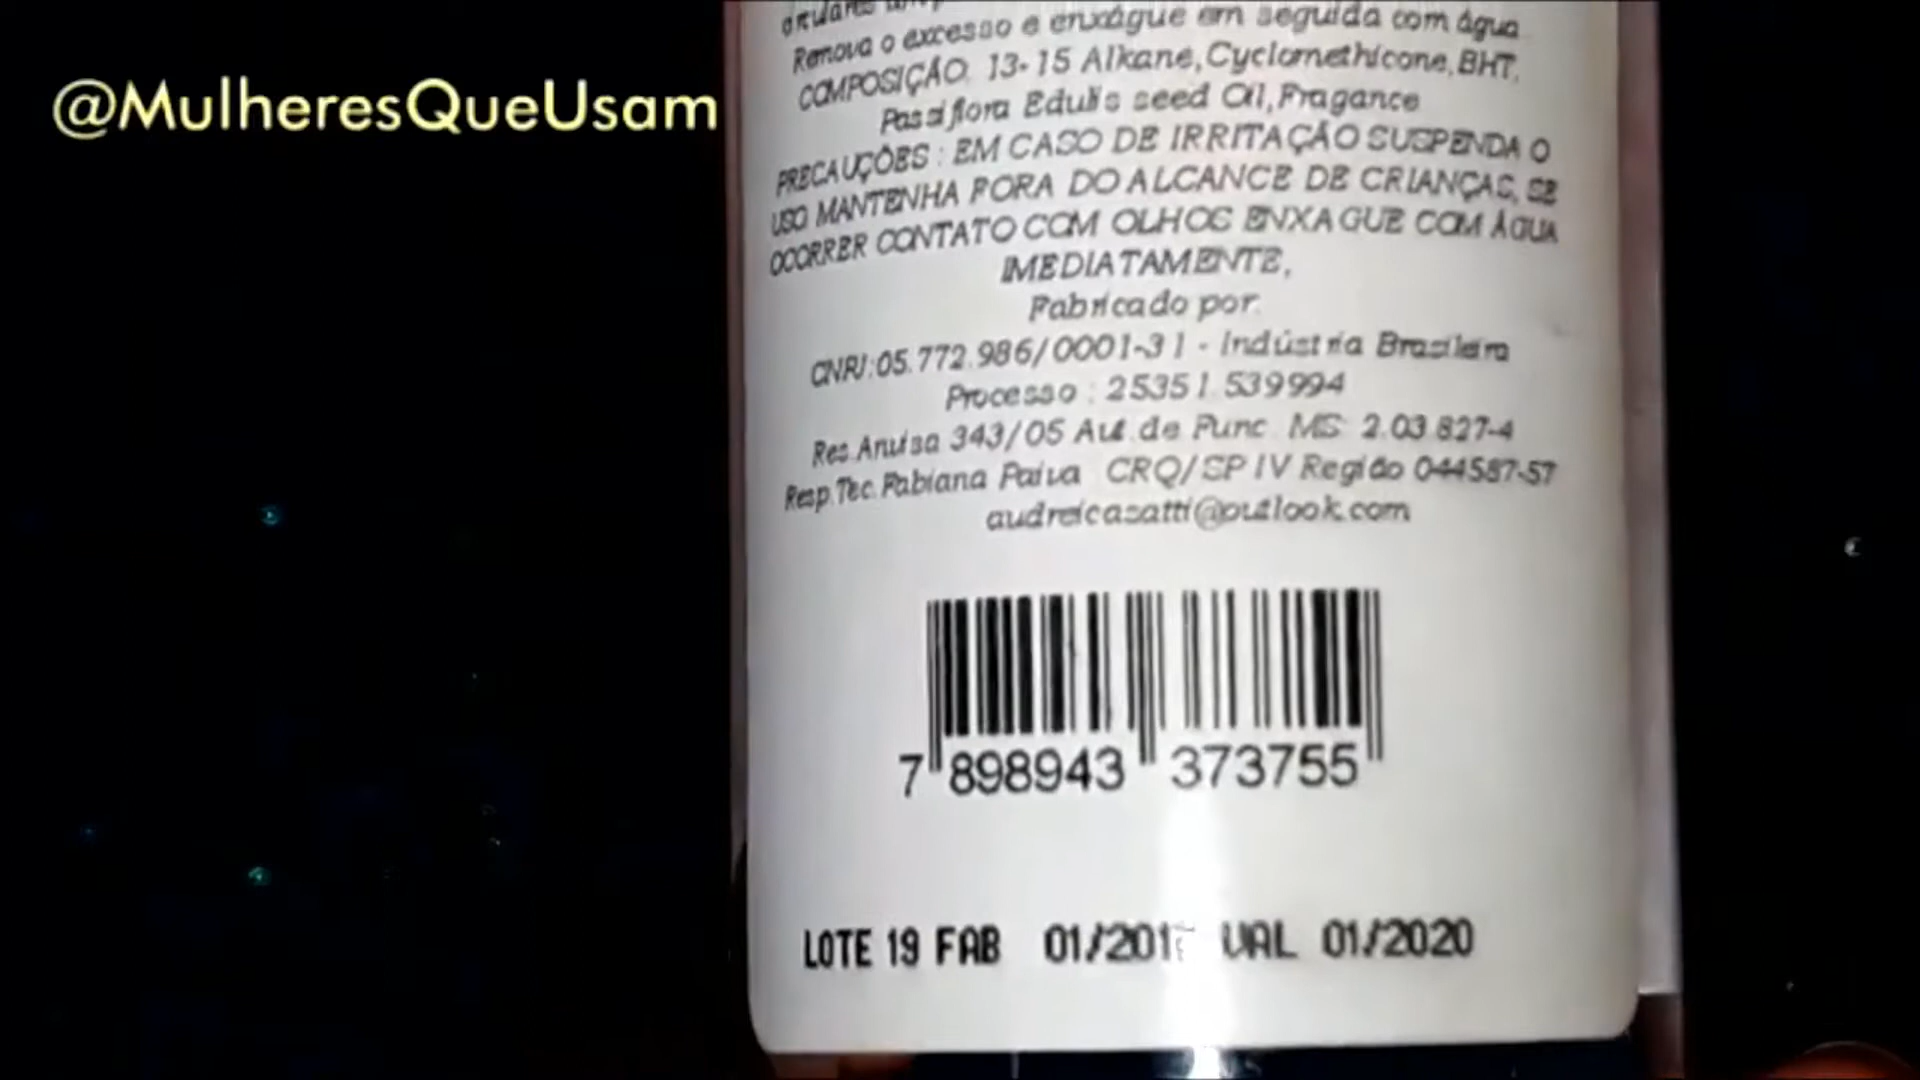 @MulheresQueUsam
Remova o excesso e enxágue em seguida com água
COMPOSIÇÃO: 13-15 Alkane,Cyclomethicone,BHT,
Passiflora Edulis seed Oil,Fragance
PRECAUÇÕES : EM CASO DE IRRITAÇÃO SUSPENDA O
USO MANTENHA FORA DO ALCANCE DE CRIANÇAS, SE
OCORRER CONTATO COM OLHOS ENXAGUE COM ÁGUA
IMEDIATAMENTE,
Fabricado por:
CNPJ:05.772.986/0001-31 - Indústria Brasileira
Processo : 25351.539994
Res.Anvisa 343/05 Aut.de Func. MS: 2.03.827-4
Resp.Tec.Fabiana Paiva CRQ/SP IV Região 044587-57
audreicasatti@outlook.com
7 898943 373755
LOTE 19 FAB 01/201 VAL 01/2020